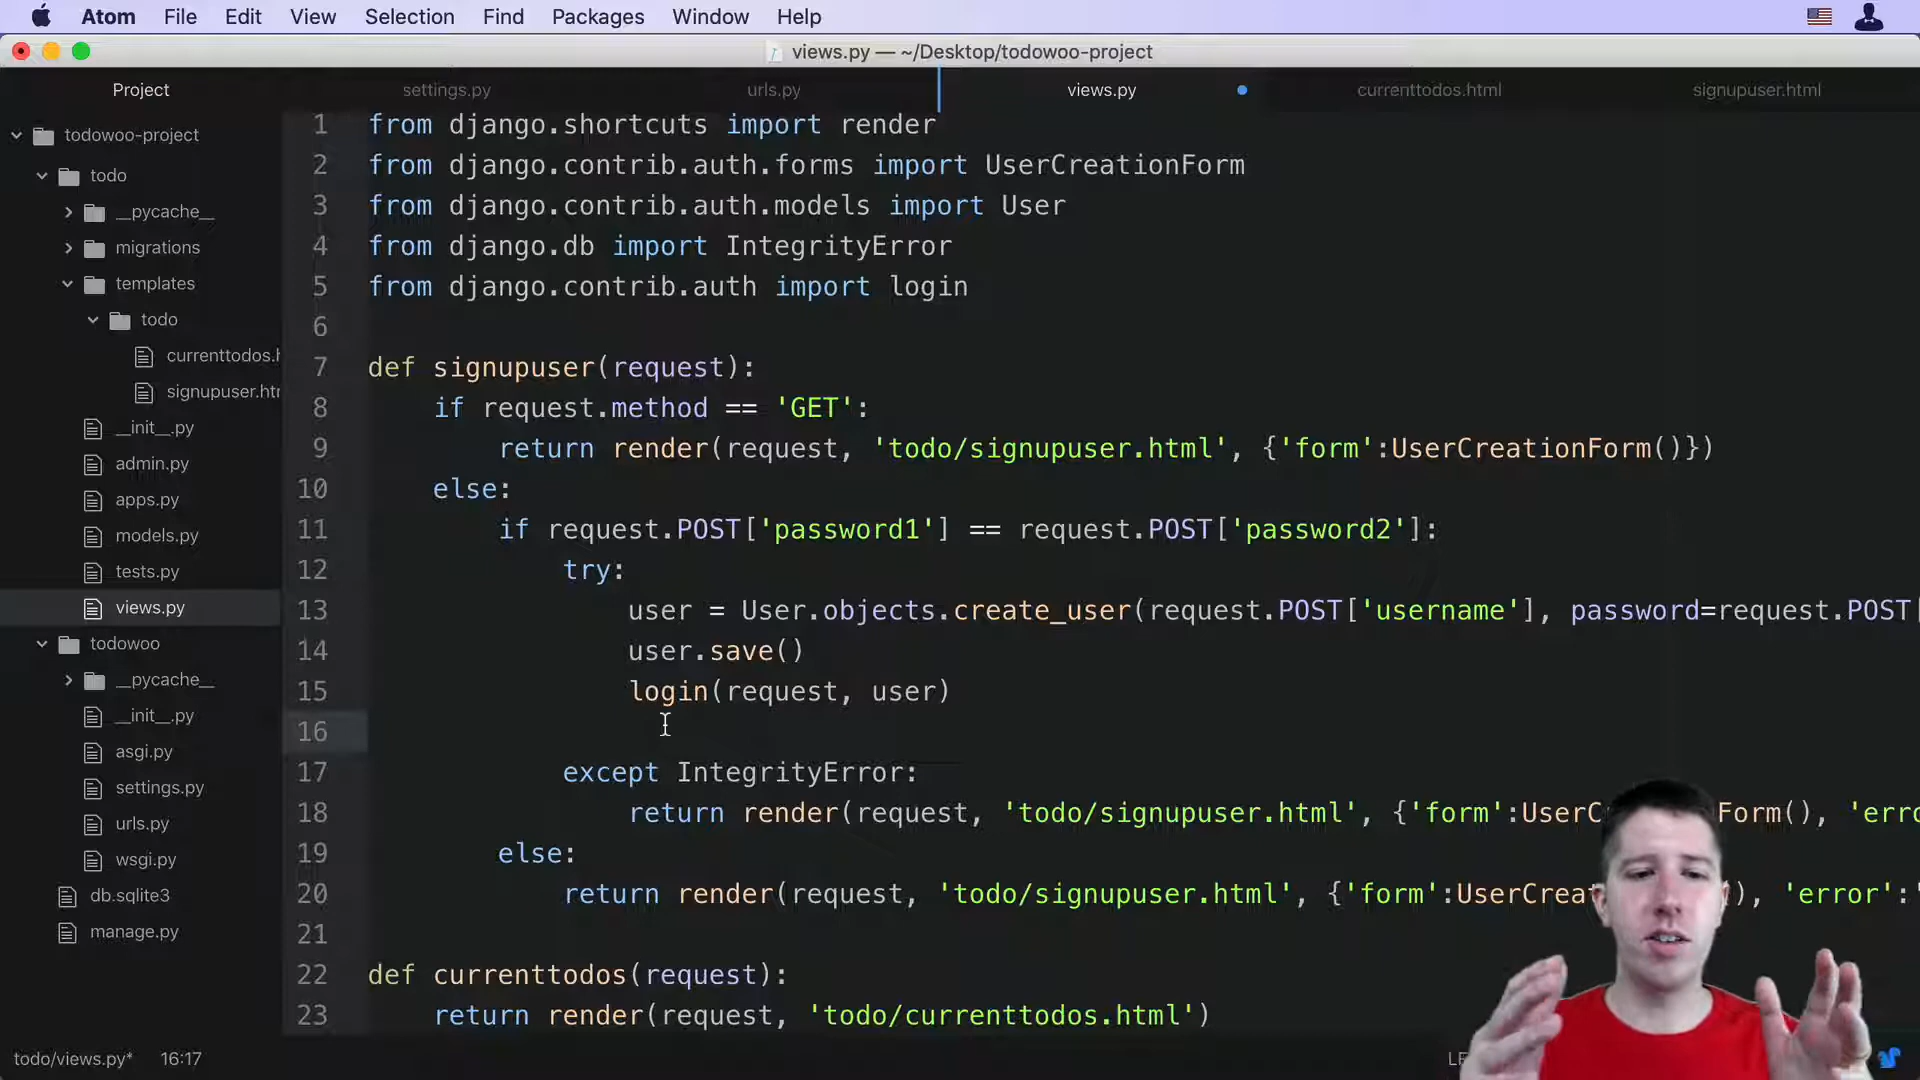 Atom File Edit View Selection Find Packages Window Help
views.py — ~/Desktop/todowoo-project
Project
settings.py
urls.py
views.py
currenttodos.html
signupuser.html
todowoo-project
todo
__pycache__
migrations
templates
todo
currenttodos.h
signupuser.htm
__init__.py
admin.py
apps.py
models.py
tests.py
views.py
todowoo
__pycache__
__init__.py
asgi.py
settings.py
urls.py
wsgi.py
db.sqlite3
manage.py
1 from django.shortcuts import render
2 from django.contrib.auth.forms import UserCreationForm
3 from django.contrib.auth.models import User
4 from django.db import IntegrityError
5 from django.contrib.auth import login
6
7 def signupuser(request):
8 if request.method == 'GET':
9 return render(request, 'todo/signupuser.html', {'form':UserCreationForm()})
10 else:
11 if request.POST['password1'] == request.POST['password2']:
12 try:
13 user = User.objects.create_user(request.POST['username'], password=request.POST[
14 user.save()
15 login(request, user)
16
17 except IntegrityError:
18 return render(request, 'todo/signupuser.html', {'form':UserC Form(), 'erro
19 else:
20 return render(request, 'todo/signupuser.html', {'form':UserCrea ), 'error':'
21
22 def currenttodos(request):
23 return render(request, 'todo/currenttodos.html')
todo/views.py* 16:17